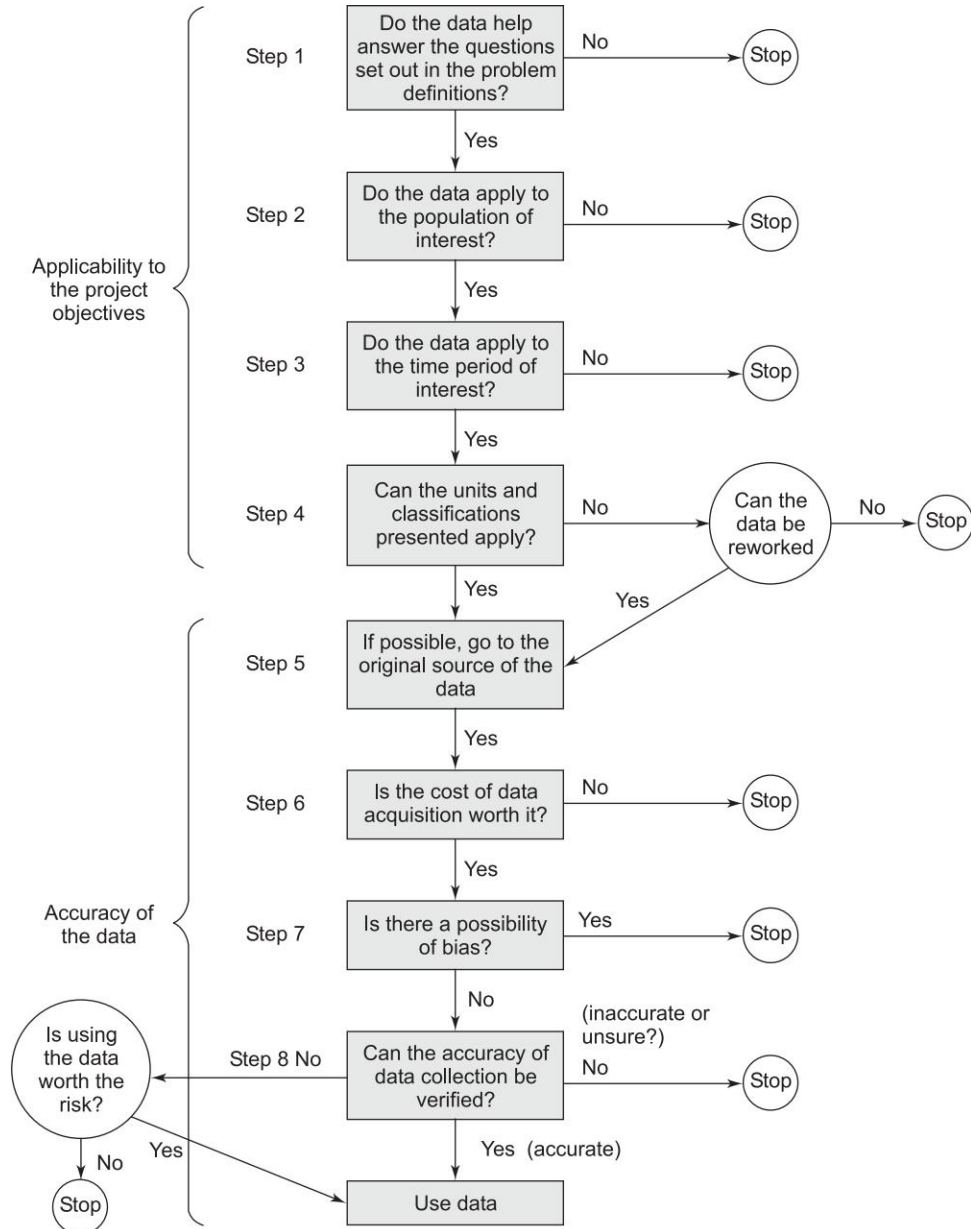 Do the data help
answer the questions
set out in the problem
definitions?
Step 1
No
Stop
Yes
Step 2
Do the data apply to
the population of
interest?
No
Stop
Applicability to
the project
objectives
Yes
Step 3
Do the data apply to
the time period of
interest?
No
Stop
Yes
Step 4
Can the units and
classifications
presented apply?
No
Can the
data be
reworked
No
Stop
Yes
Yes
Step 5
If possible, go to the
original source of the
data
Yes
Step 6
Is the cost of data
acquisition worth it?
No
Stop
Yes
Accuracy of
the data
Step 7
Is there a possibility
of bias?
Yes
Stop
No
(inaccurate or
unsure?)
Is using
the data
worth the
risk?
Step 8 No
Can the accuracy of
data collection be
verified?
No
Stop
Yes
Yes (accurate)
No
Stop
Use data